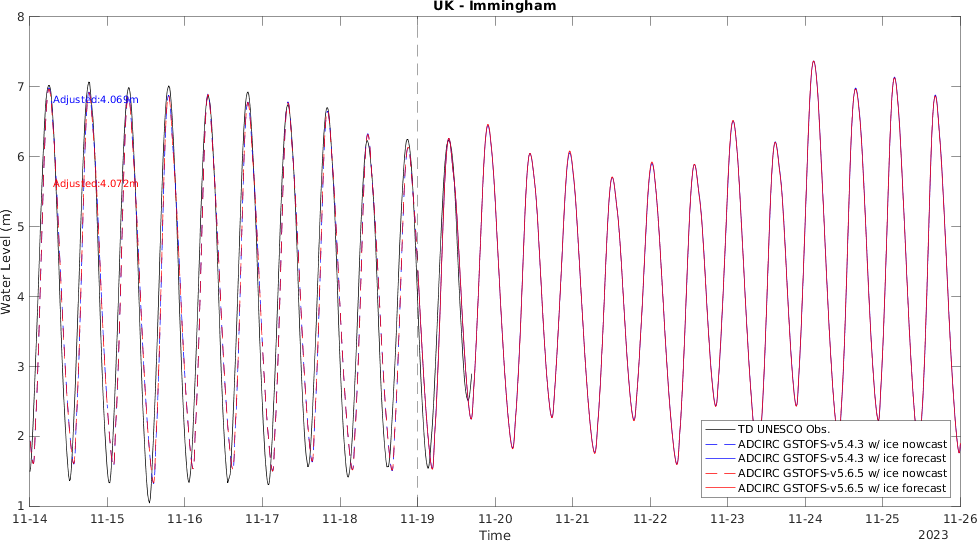 UK - Immingham
8
7
6
5
4
3
2
1
Water Level (m)
Adjusted:4.069m
Adjusted:4.072m
TD UNESCO Obs.
ADCIRC GSTOFS-v5.4.3 w/ ice nowcast
ADCIRC GSTOFS-v5.4.3 w/ ice forecast
ADCIRC GSTOFS-v5.6.5 w/ ice nowcast
ADCIRC GSTOFS-v5.6.5 w/ ice forecast
11-14 11-15 11-16 11-17 11-18 11-19 11-20 11-21 11-22 11-23 11-24 11-25 11-26
Time
2023